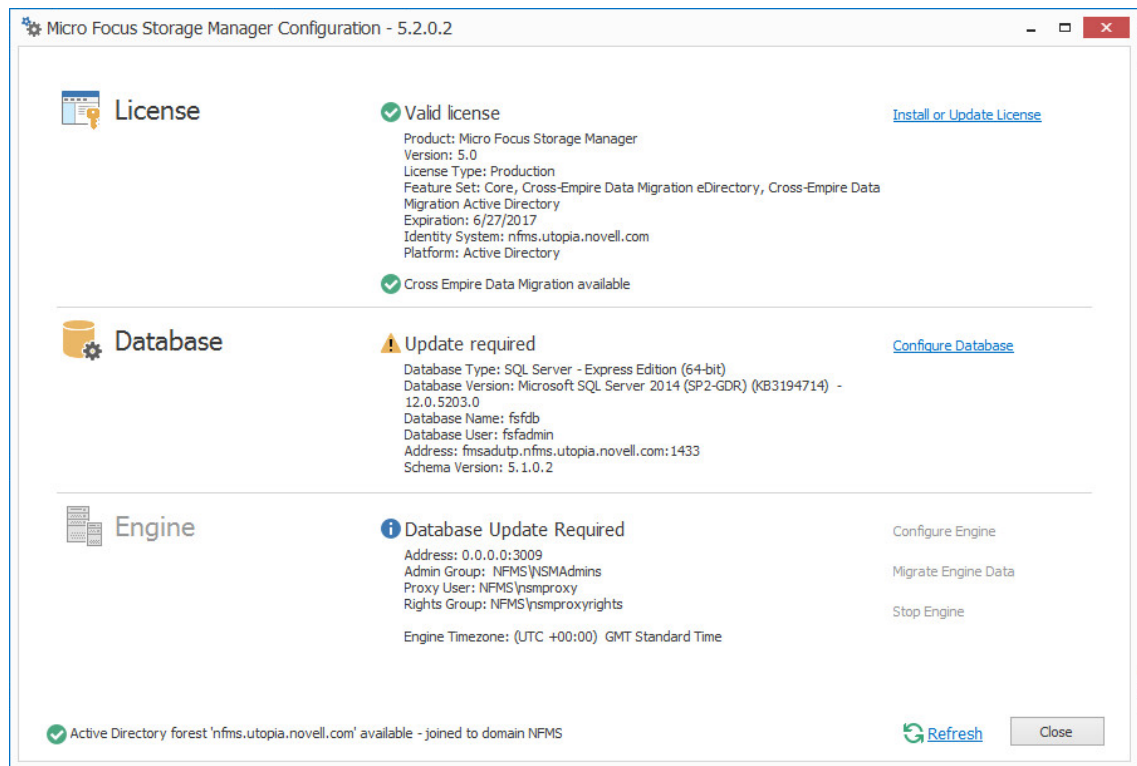 Micro Focus Storage Manager Configuration - 5.2.0.2
License
Valid license
Install or Update License
Product: Micro Focus Storage Manager
Version: 5.0
License Type: Production
Feature Set: Core, Cross-Empire Data Migration eDirectory, Cross-Empire Data
Migration Active Directory
Expiration: 6/27/2017
Identity System: nfms.utopia.novell.com
Platform: Active Directory
Cross Empire Data Migration available
Database
Update required
Configure Database
Database Type: SQL Server - Express Edition (64-bit)
Database Version: Microsoft SQL Server 2014 (SP2-GDR) (KB3194714)  -
12.0.5203.0
Database Name: fsfdb
Database User: fsfadmin
Address: fmsadutp.nfms.utopia.novell.com:1433
Schema Version: 5.1.0.2
Engine
Database Update Required
Configure Engine
Address: 0.0.0.0:3009
Admin Group:  NFMS\NSMAdmins
Migrate Engine Data
Proxy User: NFMS\nsmproxy
Rights Group: NFMS\nsmproxyrights
Stop Engine
Engine Timezone: (UTC +00:00)  GMT Standard Time
Active Directory forest 'nfms.utopia.novell.com' available - joined to domain NFMS
Refresh
Close